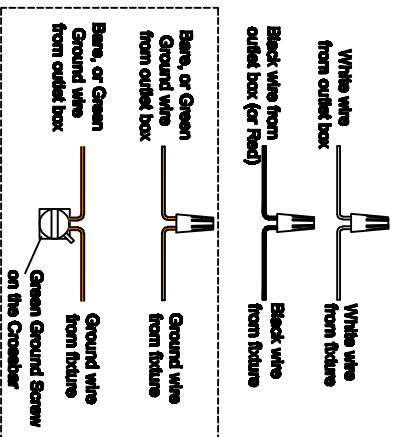 White wire
from outlet box
White wire
from fixture
Black wire from
outlet box (or Red)
Black wire
from fixture
Bare, or Green
Ground wire
from outlet box
Ground wire
from fixture
Bare, or Green
Ground wire
from outlet box
Ground wire
from fixture
Green Ground Screw
on the Crossbar